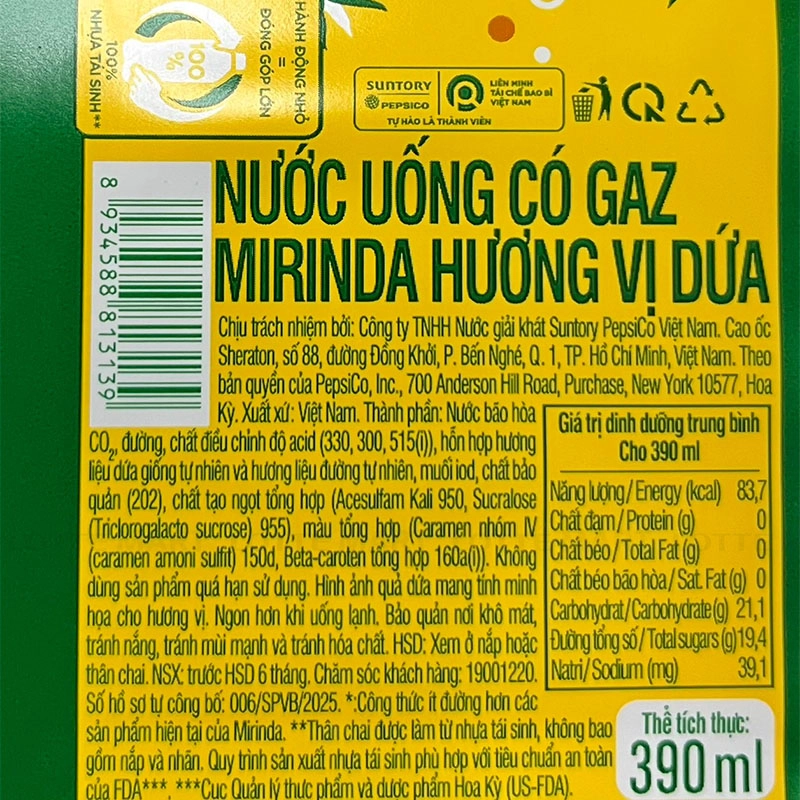 HÀNH ĐỘNG NHỎ
=
ĐÓNG GÓP LỚN
100%
100%
NHỰA TÁI SINH**
SUNTORY
PEPSICO
LIÊN MINH
TÁI CHẾ BAO BÌ
VIỆT NAM
TỰ HÀO LÀ THÀNH VIÊN
8 934588 813139
NƯỚC UỐNG CÓ GAZ
MIRINDA HƯƠNG VỊ DỨA
Chịu trách nhiệm bởi: Công ty TNHH Nước giải khát Suntory PepsiCo Việt Nam. Cao ốc
Sheraton, số 88, đường Đồng Khởi, P. Bến Nghé, Q. 1, TP. Hồ Chí Minh, Việt Nam. Theo
bản quyền của PepsiCo, Inc., 700 Anderson Hill Road, Purchase, New York 10577, Hoa
Kỳ. Xuất xứ: Việt Nam. Thành phần: Nước bão hòa
CO₂, đường, chất điều chỉnh độ acid (330, 300, 515(i)), hỗn hợp hương
liệu dứa giống tự nhiên và hương liệu đường tự nhiên, muối iod, chất bảo
quản (202), chất tạo ngọt tổng hợp (Acesulfam Kali 950, Sucralose
(Triclorogalacto sucrose) 955), màu tổng hợp (Caramen nhóm IV
(caramen amoni sulfit) 150d, Beta-caroten tổng hợp 160a(i)). Không
dùng sản phẩm quá hạn sử dụng. Hình ảnh quả dứa mang tính minh
họa cho hương vị. Ngon hơn khi uống lạnh. Bảo quản nơi khô mát,
tránh nắng, tránh mùi mạnh và tránh hóa chất. HSD: Xem ở nắp hoặc
thân chai. NSX: trước HSD 6 tháng. Chăm sóc khách hàng: 19001220.
Số hồ sơ tự công bố: 006/SPVB/2025. *:Công thức ít đường hơn các
sản phẩm hiện tại của Mirinda. **Thân chai được làm từ nhựa tái sinh, không bao
gồm nắp và nhãn. Quy trình sản xuất nhựa tái sinh phù hợp với tiêu chuẩn an toàn
của FDA***. ***Cục Quản lý thực phẩm và dược phẩm Hoa Kỳ (US-FDA).
Giá trị dinh dưỡng trung bình
Cho 390 ml
Năng lượng/Energy (kcal) 83,7
Chất đạm/Protein (g) 0
Chất béo/Total Fat (g) 0
Chất béo bão hòa/Sat. Fat (g) 0
Carbohydrat/Carbohydrate(g) 21,1
Đường tổng số/Total sugars (g) 19,4
Natri/Sodium (mg) 39,1
Thể tích thực:
390 ml